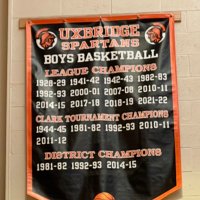 UXBRIDGE
SPARTANS
BOYS BASKETBALL
LEAGUE CHAMPIONS
1928-29 1941-42 1942-43 1982-83
1992-93 2000-01 2007-08 2010-11
2014-15 2017-18 2018-19 2021-22
CLARK TOURNAMENT CHAMPIONS
1944-45 1981-82 1992-93 2010-11
2011-12
DISTRICT CHAMPIONS
1981-82 1992-93 2014-15